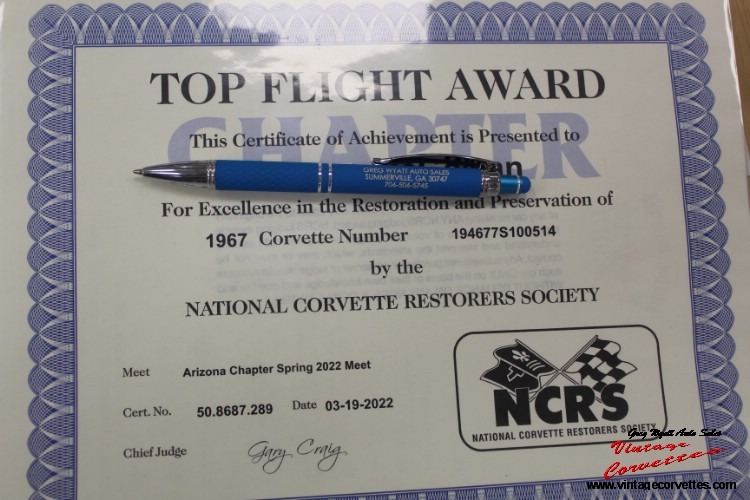 TOP FLIGHT AWARD
CHAPTER
This Certificate of Achievement is Presented to
GREG WYATT AUTO SALES
SUMMERVILLE, GA 30747
706-506-5745
For Excellence in the Restoration and Preservation of
1967 Corvette Number 194677S100514
by the
NATIONAL CORVETTE RESTORERS SOCIETY
Meet Arizona Chapter Spring 2022 Meet
Cert. No. 50.8687.289 Date 03-19-2022
Chief Judge Gary Craig
NCRS
NATIONAL CORVETTE RESTORERS SOCIETY
Greg Wyatt Auto Sales
Vintage
Corvettes
www.vintagecorvettes.com